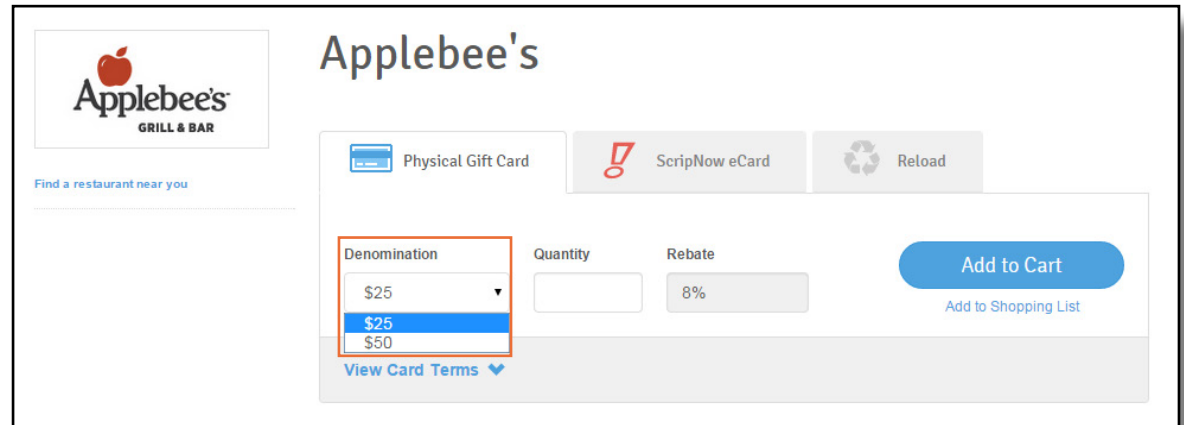 Applebee's
GRILL & BAR
Find a restaurant near you
Applebee's
Physical Gift Card
ScripNow eCard
Reload
Denomination
Quantity
Rebate
$25
8%
$25
$50
Add to Cart
Add to Shopping List
View Card Terms